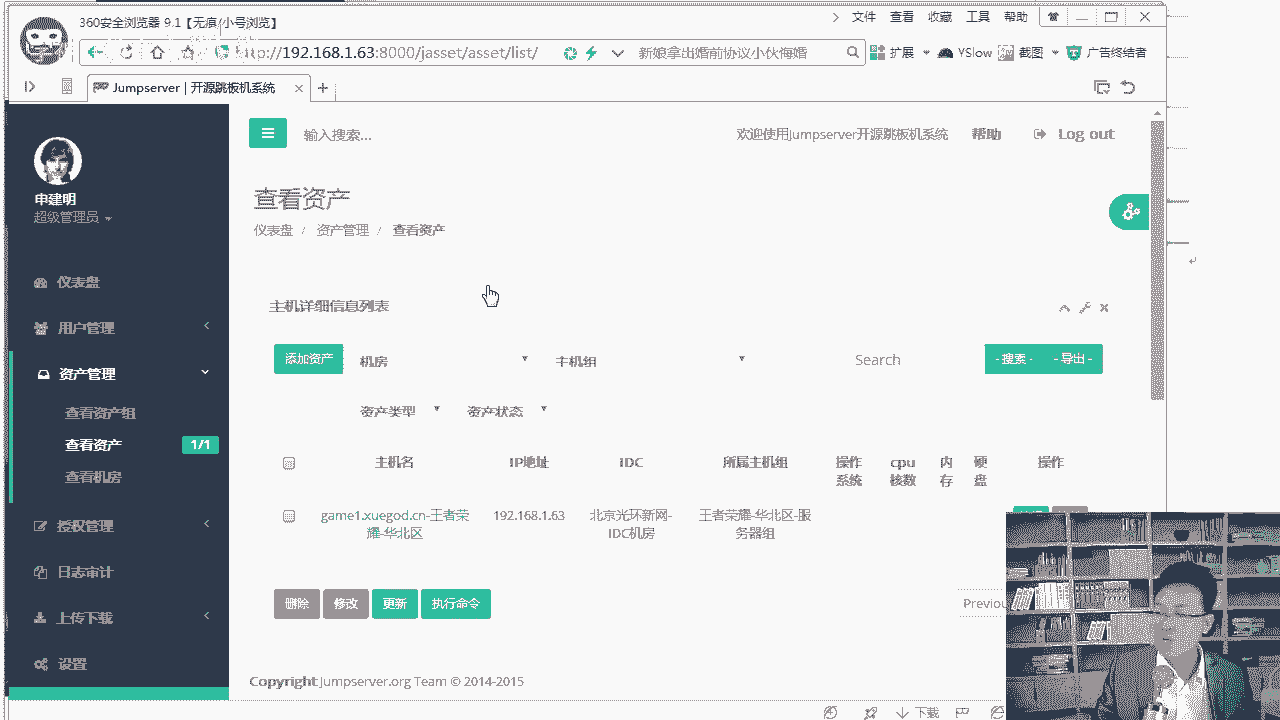 360安全浏览器 9.1【无痕/小号浏览】
文件 查看 收藏 工具 帮助
192.168.1.63:8000/jasset/asset/list/
新娘拿出婚前协议小伙悔婚
扩展 YSlow 截图 广告终结者
Jumpserver | 开源跳板机系统
输入搜索...
欢迎使用Jumpserver开源跳板机系统 帮助 Log out
申建明
超级管理员
仪表盘
用户管理
资产管理
查看资产组
查看资产 1/1
查看机房
授权管理
日志审计
上传下载
设置
查看资产
仪表盘 / 资产管理 / 查看资产
主机详细信息列表
添加资产 机房 主机组 Search - 搜索 - - 导出 -
资产类型 资产状态
主机名 IP地址 IDC 所属主机组 操作系统 cpu核数 内存 硬盘 操作
game1.xuegod.cn-王者荣耀-华北区 192.168.1.63 北京光环新网-IDC机房 王者荣耀-华北区-服务器组
删除 修改 更新 执行命令
Copyright Jumpserver.org Team © 2014-2015
下载